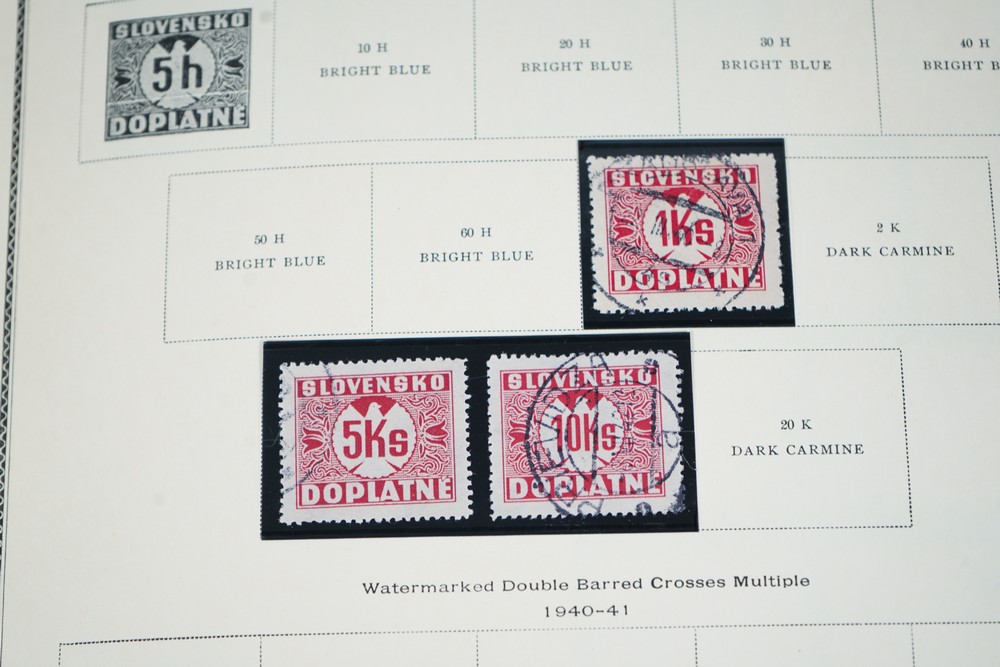 SLOVENSKO
5h
DOPLATNÉ
10 H
BRIGHT BLUE
20 H
BRIGHT BLUE
30 H
BRIGHT BLUE
40 H
BRIGHT B
50 H
BRIGHT BLUE
60 H
BRIGHT BLUE
SLOVENSKO
1Ks
DOPLATNÉ
2 K
DARK CARMINE
SLOVENSKO
5Ks
DOPLATNÉ
SLOVENSKO
10Ks
DOPLATNÉ
20 K
DARK CARMINE
Watermarked Double Barred Crosses Multiple
1940-41